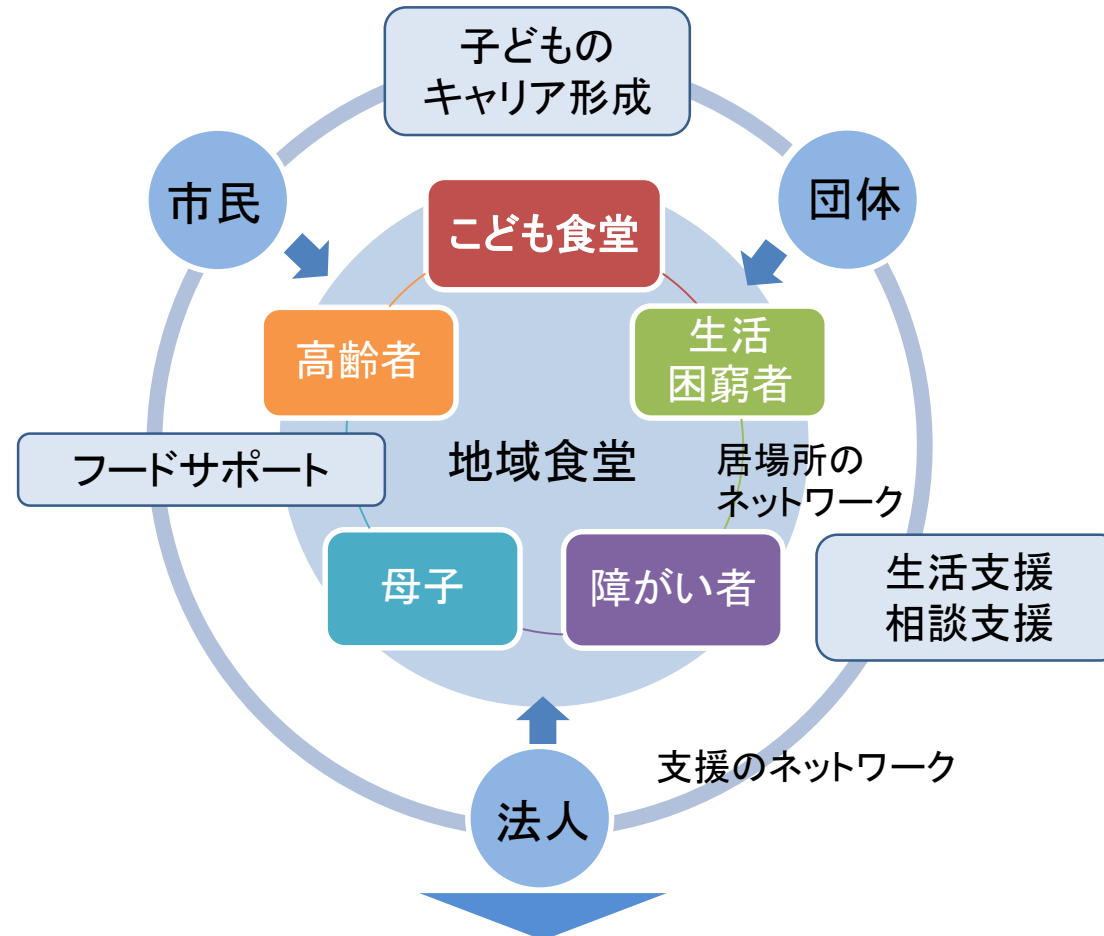 子どもの
キャリア形成
市民
団体
こども食堂
高齢者
生活
困窮者
地域食堂
居場所の
ネットワーク
フードサポート
母子
障がい者
生活支援
相談支援
支援のネットワーク
法人